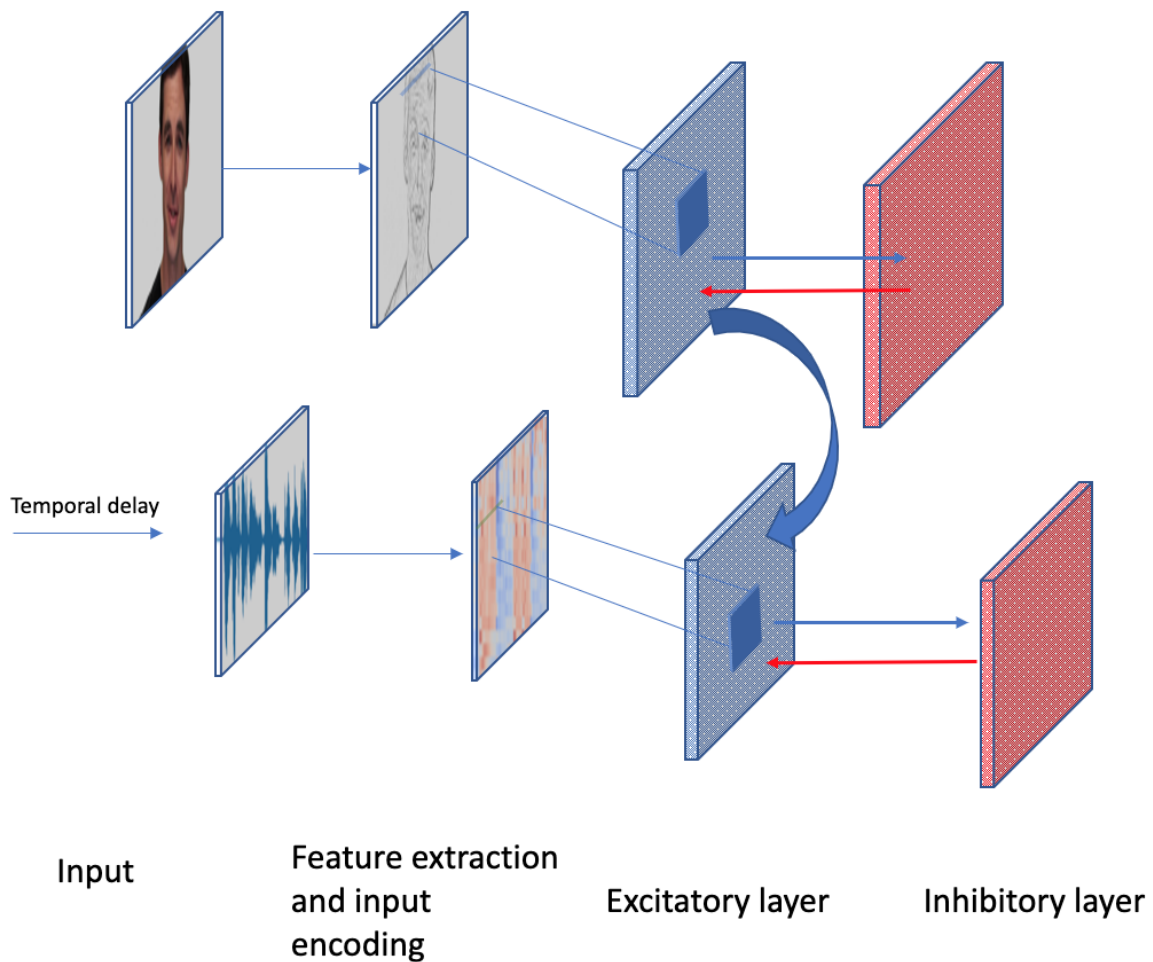 Temporal delay
Input
Feature extraction
and input
encoding
Excitatory layer
Inhibitory layer